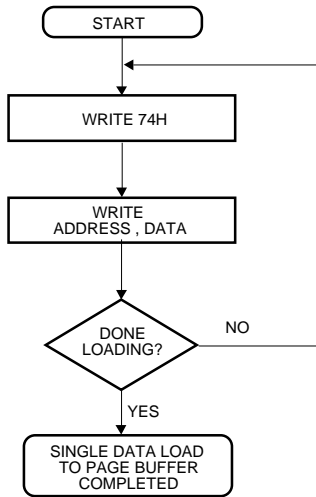 START
WRITE 74H
WRITE
ADDRESS , DATA
DONE
LOADING?
NO
YES
SINGLE DATA LOAD
TO PAGE BUFFER
COMPLETED